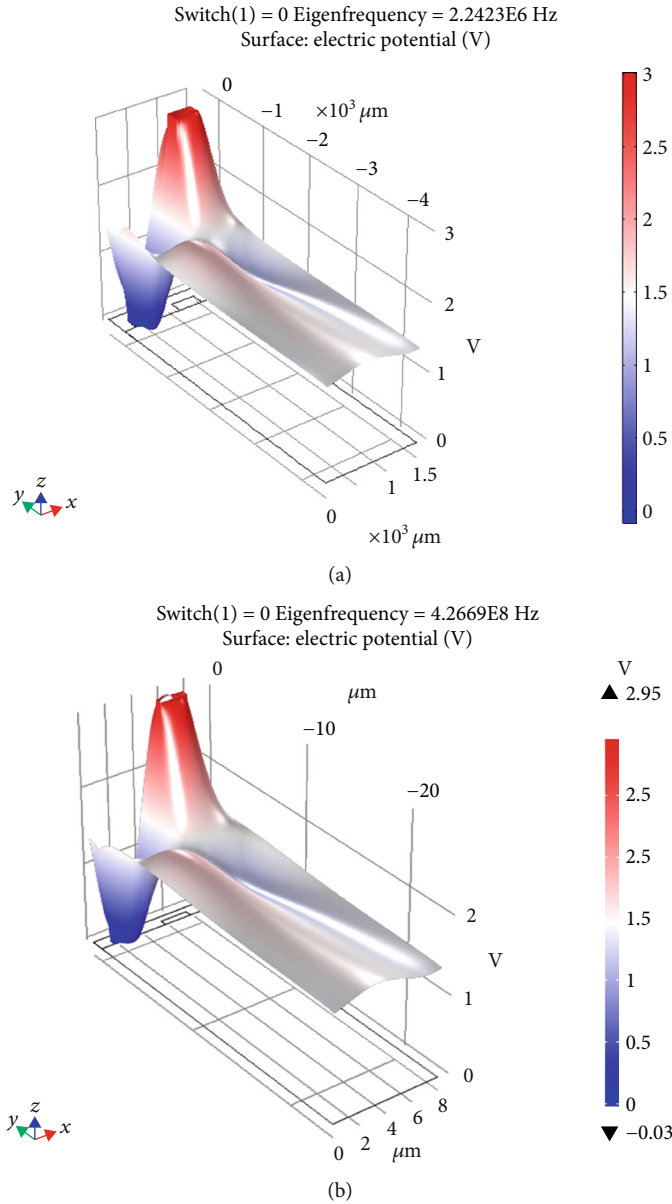 Switch(1) = 0 Eigenfrequency = 2.2423E6 Hz
Surface: electric potential (V)
0
−1
×10³ μm
−2
−3
−4
3
2
V
1
0
1.5
1
0
×10³ μm
y z x
3
2.5
2
1.5
1
0.5
0
(a)
Switch(1) = 0 Eigenfrequency = 4.2669E8 Hz
Surface: electric potential (V)
0
μm
−10
−20
2
V
1
0
8
6
4
2
0
μm
y z x
V
▲ 2.95
2.5
2
1.5
1
0.5
0
▼ −0.03
(b)